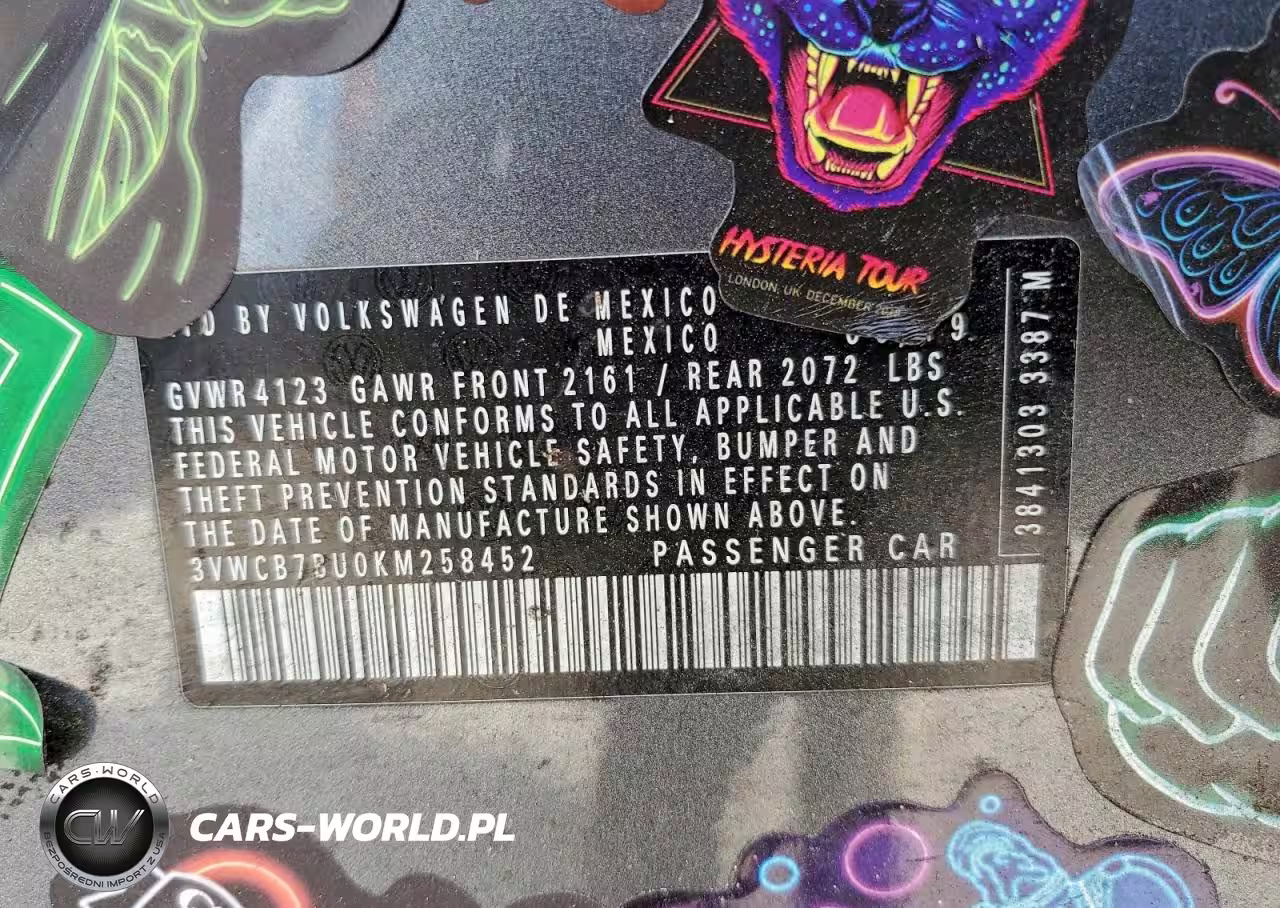 HYSTERIA TOUR
LONDON, UK DECEMBER
BY VOLKSWAGEN DE MEXICO
MEXICO
GVWR 4123 GAWR FRONT 2161 / REAR 2072 LBS
THIS VEHICLE CONFORMS TO ALL APPLICABLE U.S.
FEDERAL MOTOR VEHICLE SAFETY, BUMPER AND
THEFT PREVENTION STANDARDS IN EFFECT ON
THE DATE OF MANUFACTURE SHOWN ABOVE.
3VWCB7BU0KM258452 PASSENGER CAR
3841303 3387 M
CARS-WORLD
CW
BEZPOŚREDNI IMPORT Z USA
CARS-WORLD.PL